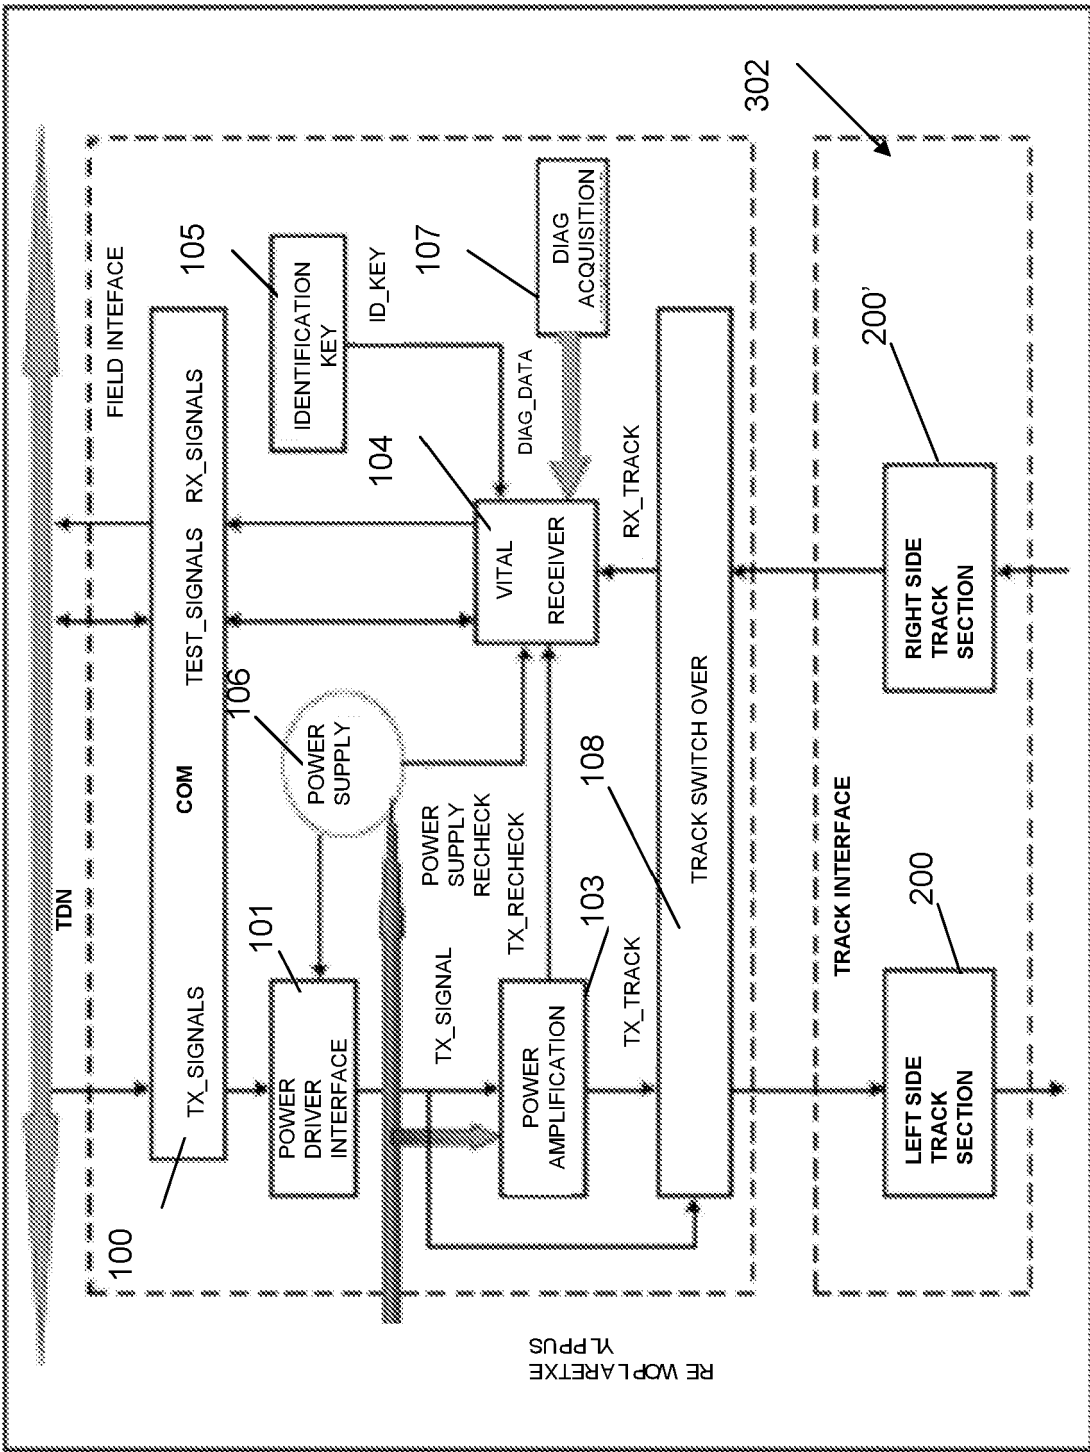 TDN
FIELD INTEFACE
100
TX_SIGNALS
COM
TEST_SIGNALS
RX_SIGNALS
101
106
105
POWER
DRIVER
INTERFACE
POWER
SUPPLY
IDENTIFICATION
KEY
ID_KEY
104
107
TX_SIGNAL
POWER
SUPPLY
RECHECK
TX_RECHECK
DIAG_DATA
VITAL
RECEIVER
DIAG
ACQUISITION
RE WOPLARETXE
YLPPUS
POWER
AMPLIFICATION
103
TX_TRACK
108
RX_TRACK
TRACK SWITCH OVER
302
TRACK INTERFACE
200
200'
LEFT SIDE
TRACK
SECTION
RIGHT SIDE
TRACK
SECTION